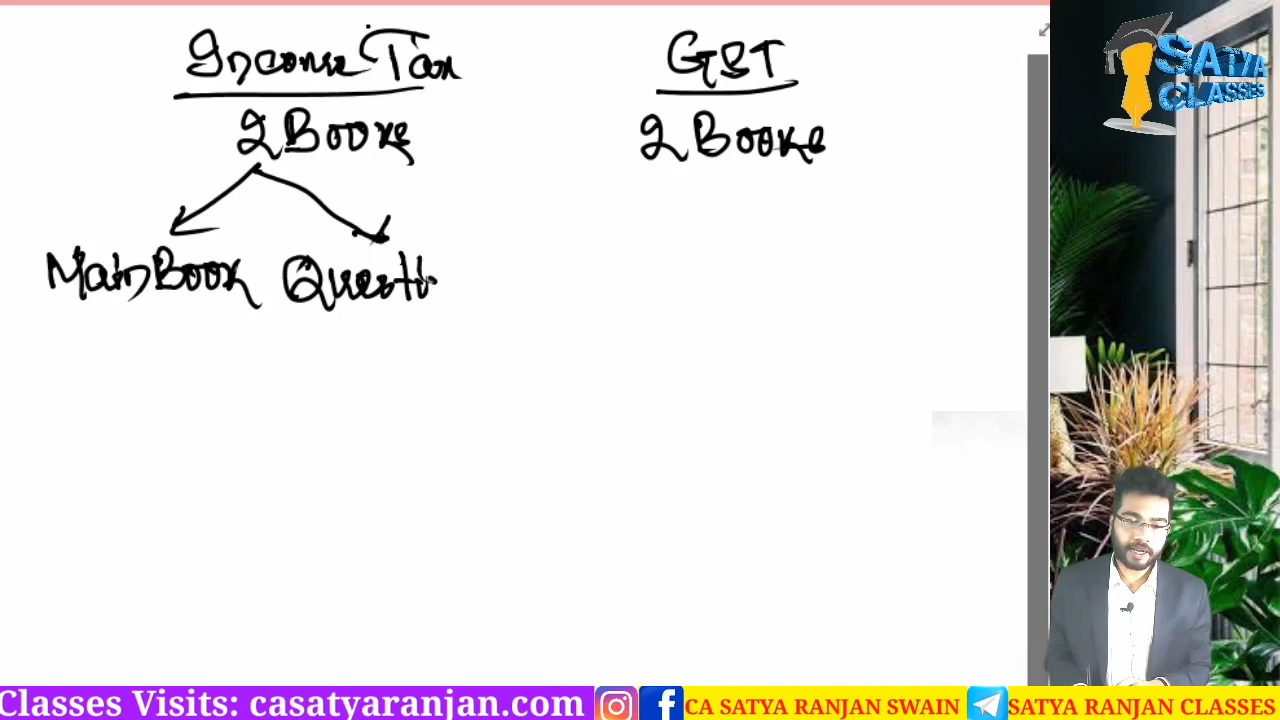 Income Tax
GST
2 Books
2 Books
Main Book Questi
SATYA
CLASSES
Classes Visits: casatyaranjan.com
CA SATYA RANJAN SWAIN
SATYA RANJAN CLASSES